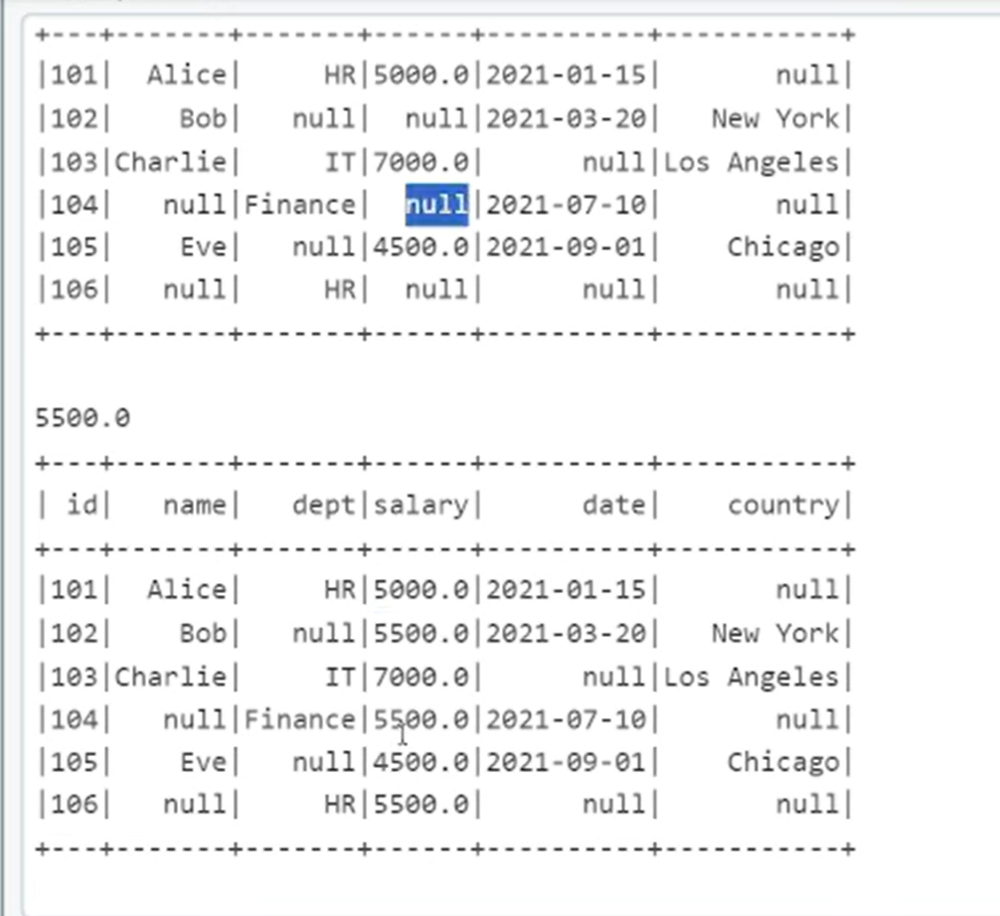 +---+-------+-------+------+----------+-----------+
|101|  Alice|     HR|5000.0|2021-01-15|       null|
|102|    Bob|   null|  null|2021-03-20|   New York|
|103|Charlie|     IT|7000.0|      null|Los Angeles|
|104|   null|Finance|  null|2021-07-10|       null|
|105|    Eve|   null|4500.0|2021-09-01|    Chicago|
|106|   null|     HR|  null|      null|       null|
+---+-------+-------+------+----------+-----------+
5500.0
+---+-------+-------+------+----------+-----------+
| id|   name|   dept|salary|      date|    country|
+---+-------+-------+------+----------+-----------+
|101|  Alice|     HR|5000.0|2021-01-15|       null|
|102|    Bob|   null|5500.0|2021-03-20|   New York|
|103|Charlie|     IT|7000.0|      null|Los Angeles|
|104|   null|Finance|5500.0|2021-07-10|       null|
|105|    Eve|   null|4500.0|2021-09-01|    Chicago|
|106|   null|     HR|5500.0|      null|       null|
+---+-------+-------+------+----------+-----------+